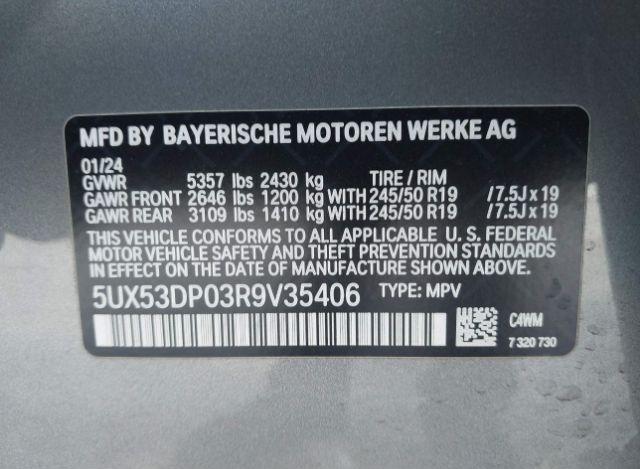 MFD BY BAYERISCHE MOTOREN WERKE AG
01/24
GVWR 5357 lbs 2430 kg TIRE / RIM
GAWR FRONT 2646 lbs 1200 kg WITH 245/50 R19 /7.5J x 19
GAWR REAR 3109 lbs 1410 kg WITH 245/50 R19 /7.5J x 19
THIS VEHICLE CONFORMS TO ALL APPLICABLE U. S. FEDERAL
MOTOR VEHICLE SAFETY AND THEFT PREVENTION STANDARDS
IN EFFECT ON THE DATE OF MANUFACTURE SHOWN ABOVE.
5UX53DP03R9V35406 TYPE: MPV
C4WM
7 320 730